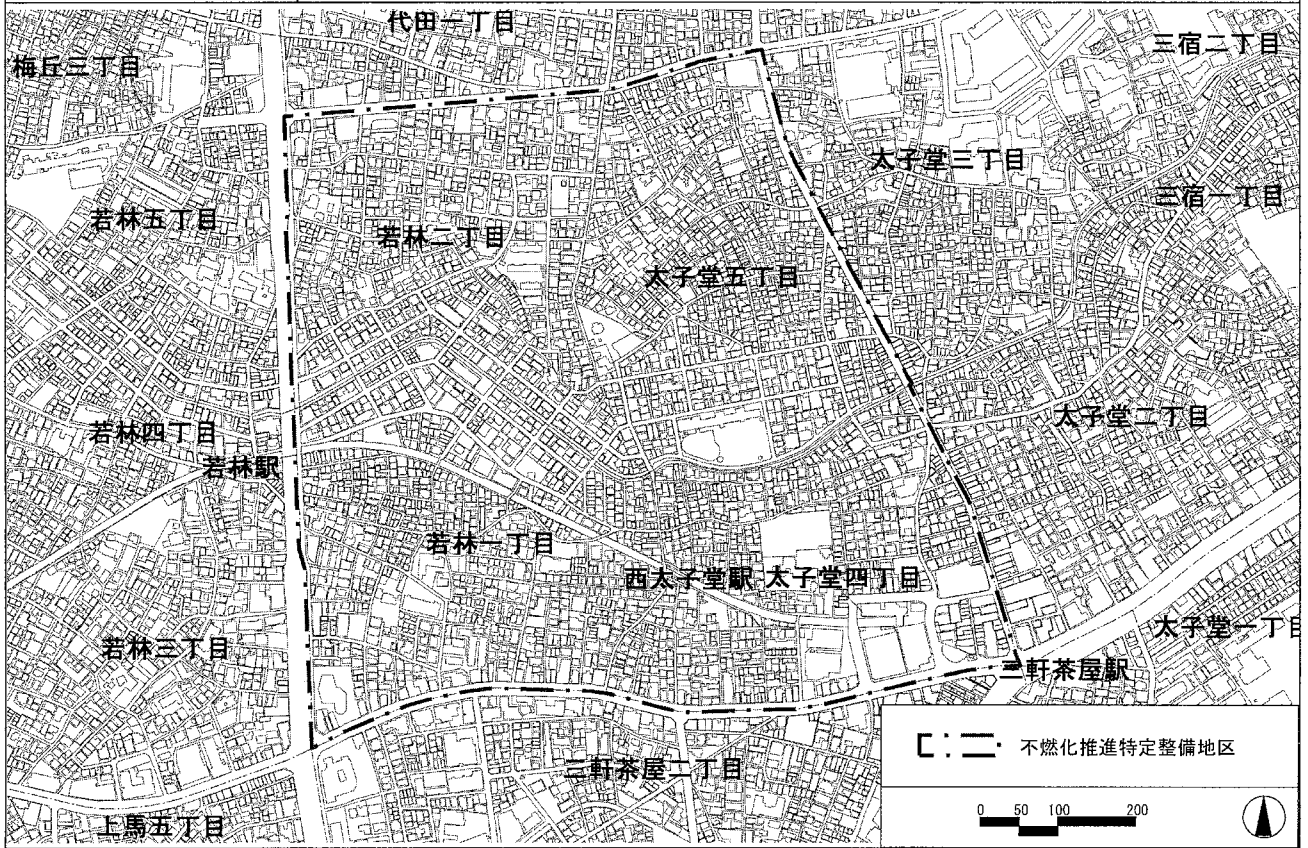 代田一丁目
三宿二丁目
梅丘三丁目
太子堂三丁目
三宿一丁目
若林五丁目
若林二丁目
太子堂五丁目
太子堂二丁目
若林四丁目
若林駅
若林一丁目
西太子堂駅 太子堂四丁目
太子堂一丁目
若林三丁目
三軒茶屋駅
不燃化推進特定整備地区
三軒茶屋二丁目
0 50 100 200
上馬五丁目